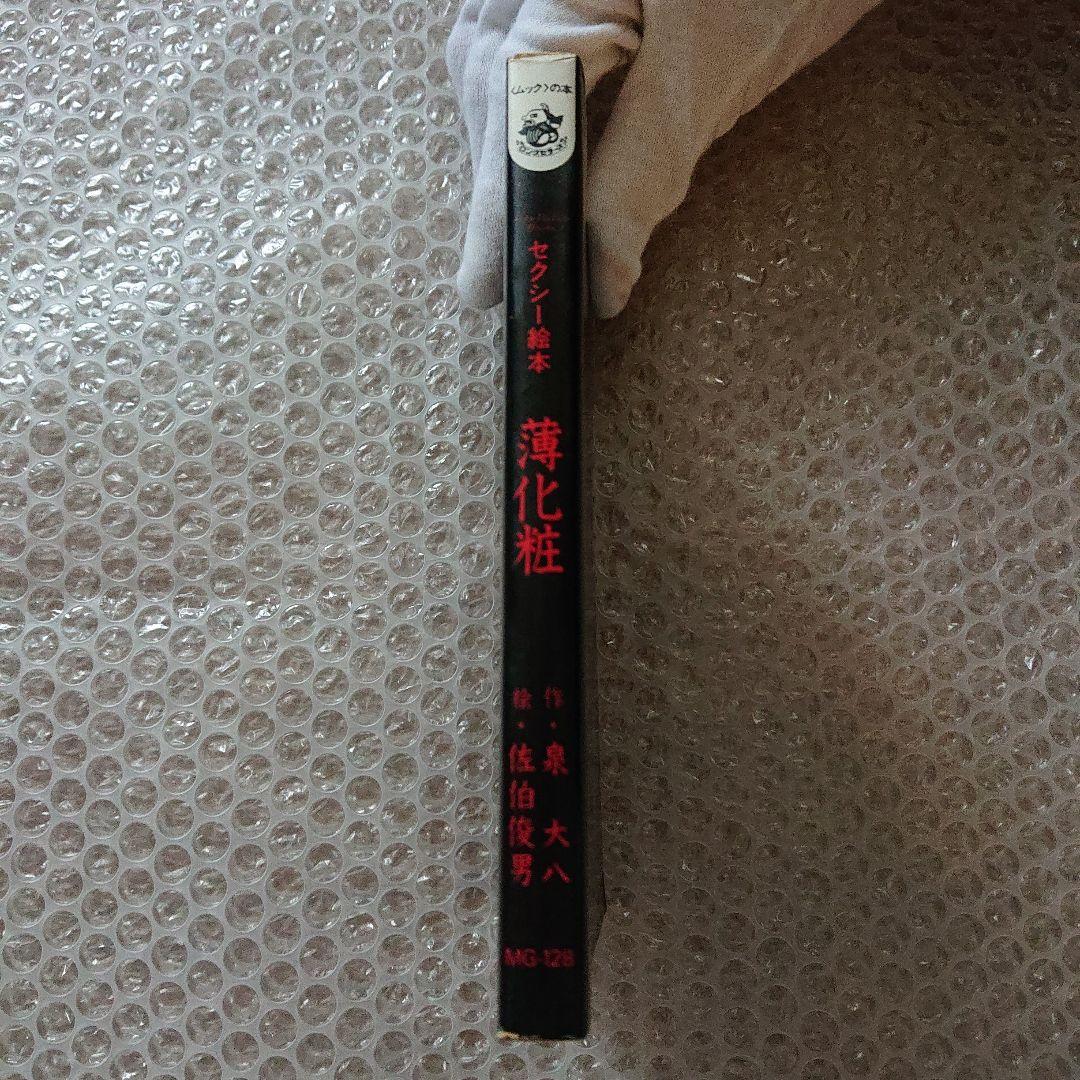 〈ムック〉の本
セクシー絵本
薄化粧
作・泉 大八
絵・佐伯俊男
MG-128